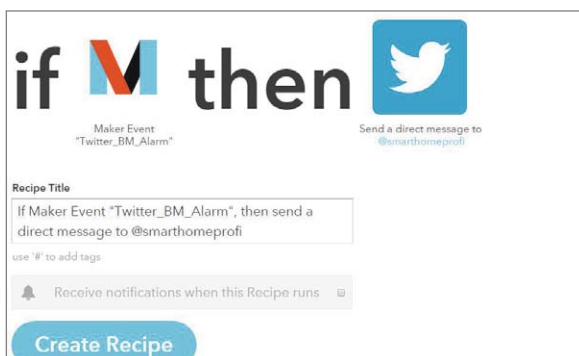 if M then
Maker Event
"Twitter_BM_Alarm"
Send a direct message to
@smarthomeprofi
Recipe Title
If Maker Event "Twitter_BM_Alarm", then send a
direct message to @smarthomeprofi
use '#' to add tags
Receive notifications when this Recipe runs
Create Recipe